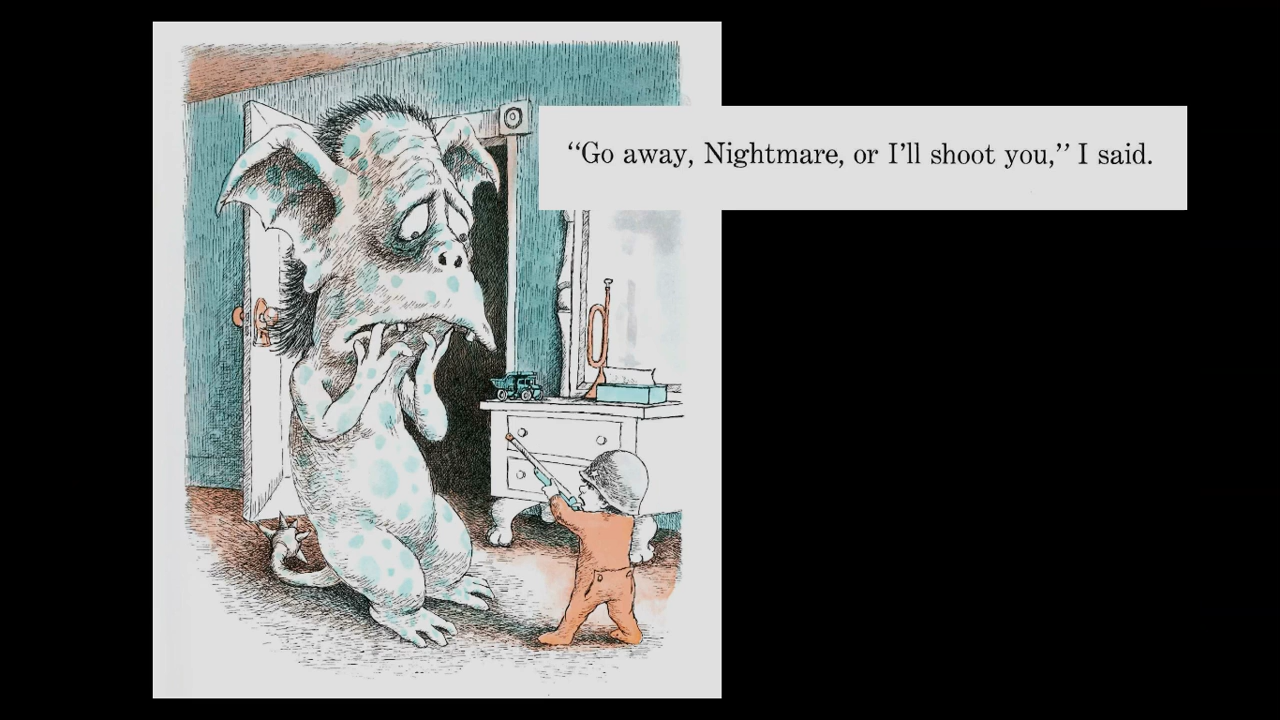 “Go away, Nightmare, or I’ll shoot you,” I said.